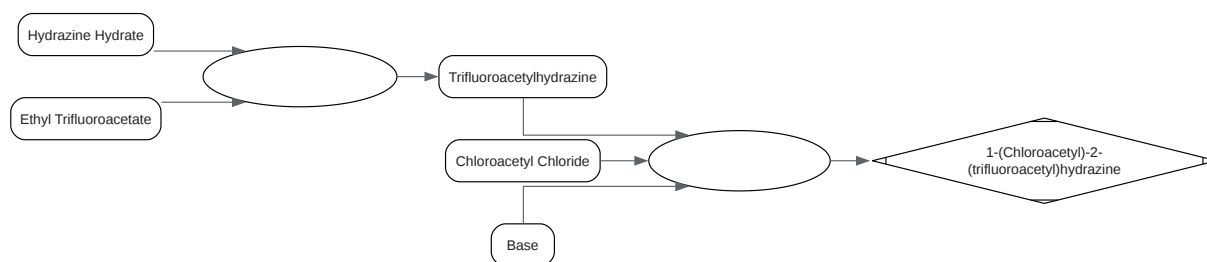 Hydrazine Hydrate
Ethyl Trifluoroacetate
Trifluoroacetylhydrazine
Chloroacetyl Chloride
Base
1-(Chloroacetyl)-2-
(trifluoroacetyl)hydrazine